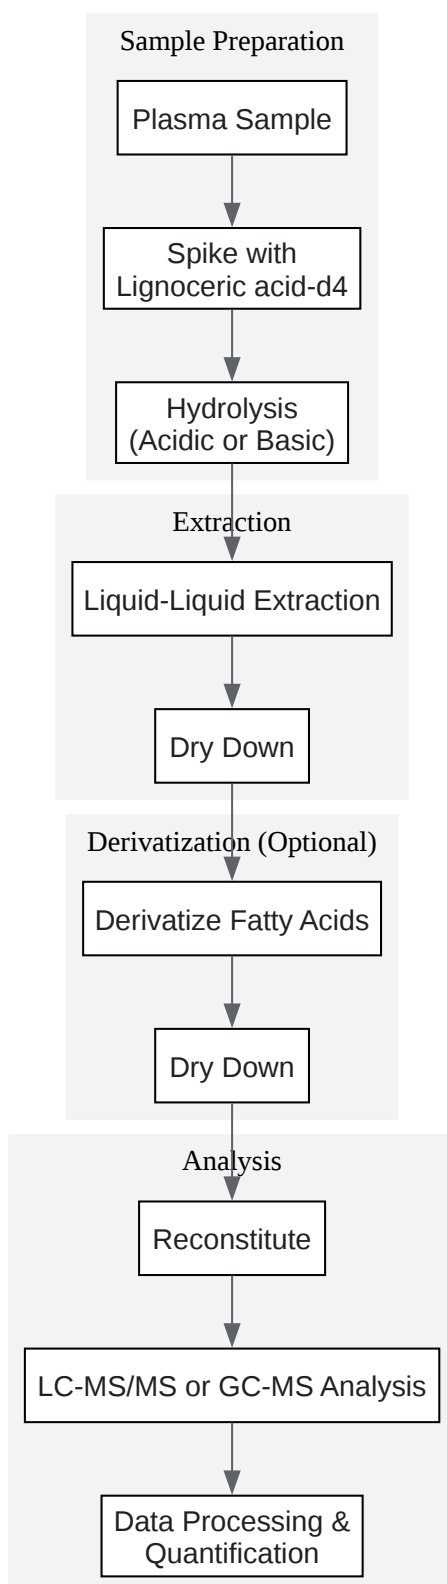 Sample Preparation
Plasma Sample
Spike with
Lignoceric acid-d4
Hydrolysis
(Acidic or Basic)
Extraction
Liquid-Liquid Extraction
Dry Down
Derivatization (Optional)
Derivatize Fatty Acids
Dry Down
Analysis
Reconstitute
LC-MS/MS or GC-MS Analysis
Data Processing &
Quantification